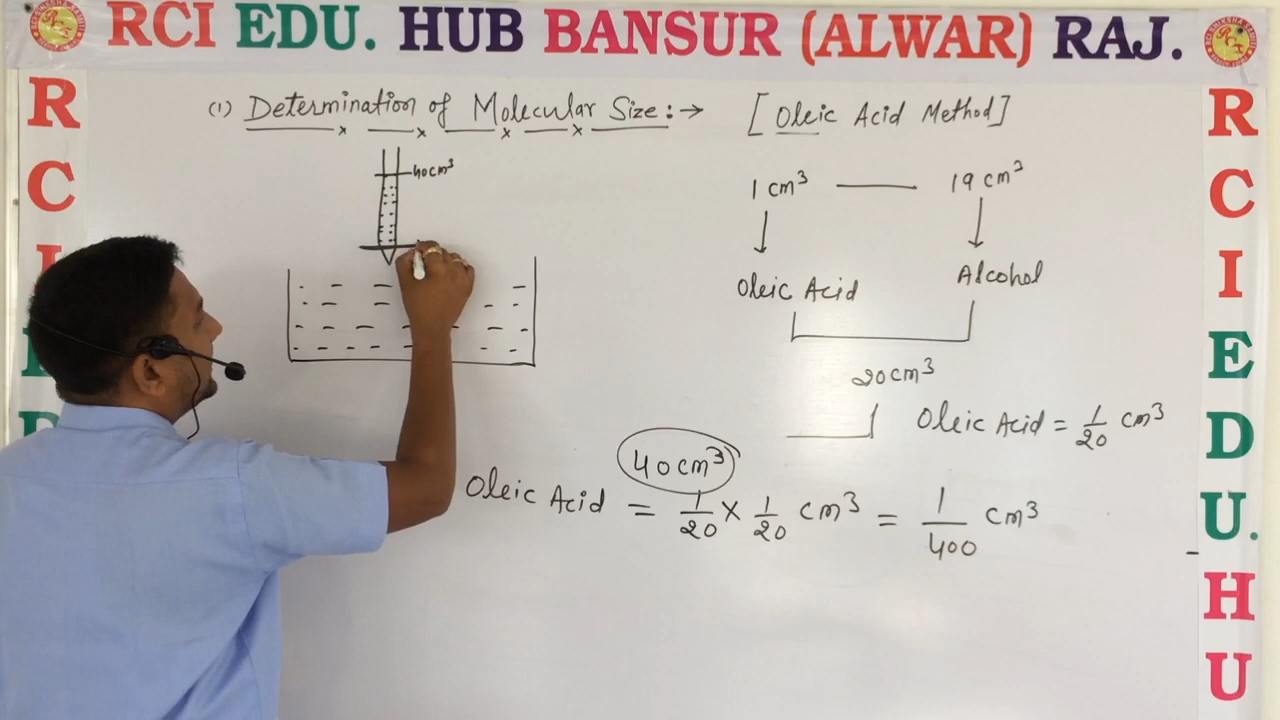 RCI EDU. HUB BANSUR (ALWAR) RAJ.
(1) Determination of Molecular Size :→ [Oleic Acid Method]
40cm³
1 cm³ — 19 cm³
Oleic Acid Alcohol
20cm³
Oleic Acid = 1/20 cm³
40cm³
Oleic Acid = 1/20 × 1/20 cm³ = 1/400 cm³
R
C
I
E
D
R
C
I
E
D
U.
H
U